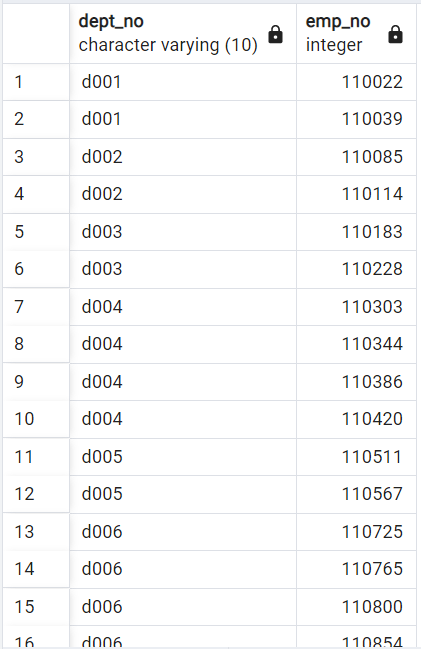 dept_no emp_no
character varying (10) integer
1 d001 110022
2 d001 110039
3 d002 110085
4 d002 110114
5 d003 110183
6 d003 110228
7 d004 110303
8 d004 110344
9 d004 110386
10 d004 110420
11 d005 110511
12 d005 110567
13 d006 110725
14 d006 110765
15 d006 110800
16 d006 110854